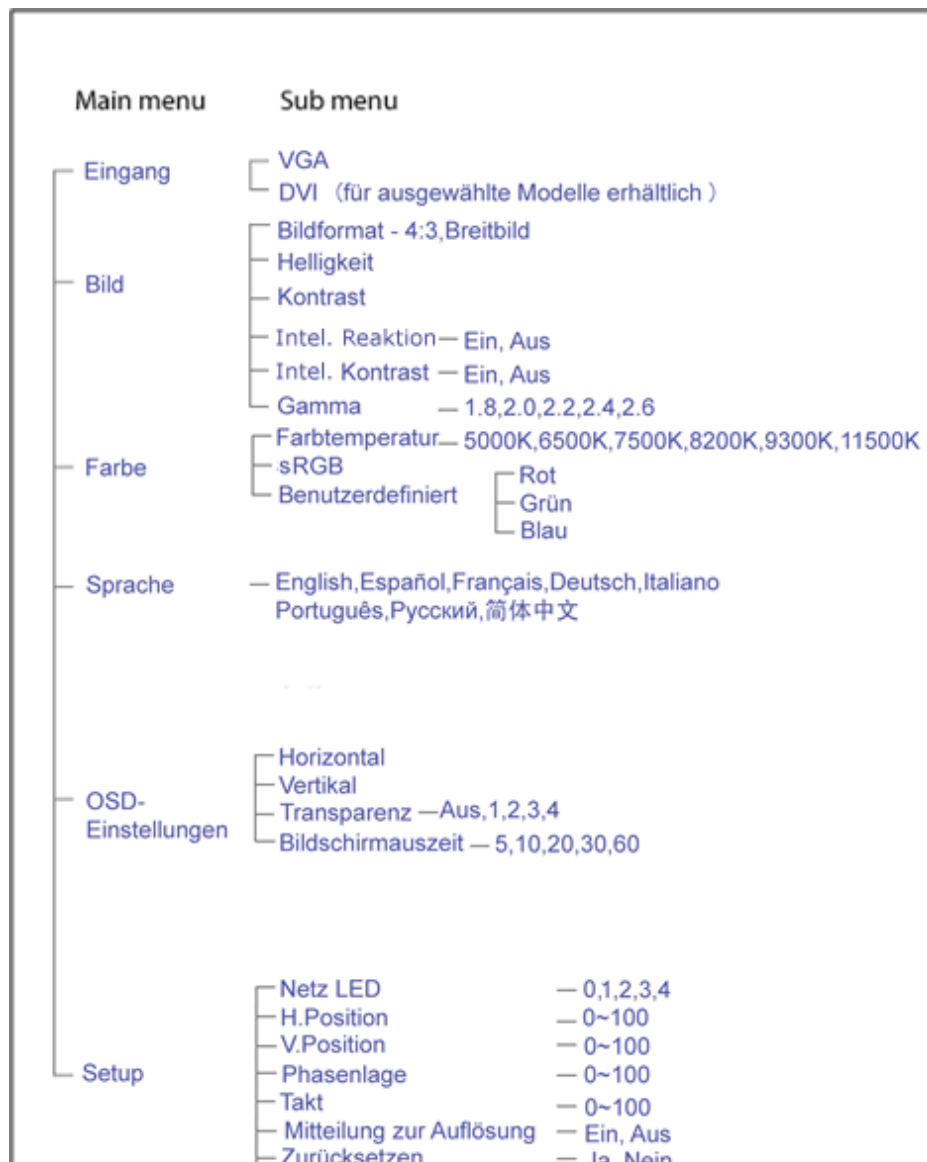 Main menu Sub menu
Eingang
VGA
DVI （für ausgewählte Modelle erhältlich ）
Bild
Bildformat - 4:3,Breitbild
Helligkeit
Kontrast
Intel. Reaktion — Ein, Aus
Intel. Kontrast — Ein, Aus
Gamma — 1.8,2.0,2.2,2.4,2.6
Farbe
Farbtemperatur — 5000K,6500K,7500K,8200K,9300K,11500K
sRGB
Benutzerdefiniert
Rot
Grün
Blau
Sprache — English,Español,Français,Deutsch,Italiano
Português,Русский,简体中文
OSD-
Einstellungen
Horizontal
Vertikal
Transparenz — Aus,1,2,3,4
Bildschirmauszeit — 5,10,20,30,60
Setup
Netz LED — 0,1,2,3,4
H.Position — 0~100
V.Position — 0~100
Phasenlage — 0~100
Takt — 0~100
Mitteilung zur Auflösung — Ein, Aus
Zurücksetzen — Ja, Nein